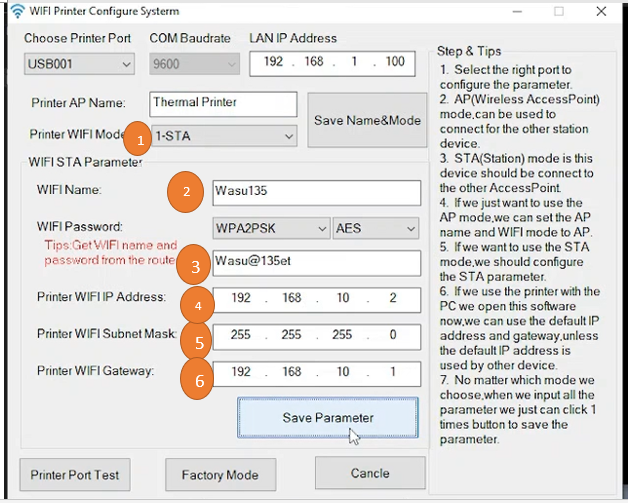 WIFI Printer Configure Systerm
Choose Printer Port
COM Baudrate
LAN IP Address
USB001
9600
192 . 168 . 1 . 100
Printer AP Name:
Thermal Printer
Save Name&Mode
Printer WIFI Mode
1
1-STA
WIFI STA Parameter
WIFI Name:
2
Wasu135
WIFI Password:
WPA2PSK
AES
Tips:Get WIFI name and
password from the route
3
Wasu@135et
Printer WIFI IP Address:
4
192 . 168 . 10 . 2
Printer WIFI Subnet Mask:
5
255 . 255 . 255 . 0
Printer WIFI Gateway:
6
192 . 168 . 10 . 1
Save Parameter
Printer Port Test
Factory Mode
Cancle
Step & Tips
1. Select the right port to
configure the parameter.
2. AP(Wireless AccessPoint)
mode,can be used to
connect for the other station
device.
3. STA(Station) mode is this
device should be connect to
the other AccessPoint.
4. If we just want to use the
AP mode,we can set the AP
name and WIFI mode to AP.
5. If we want to use the STA
mode,we should configure
the STA parameter.
6. If we use the printer with the
PC we open this software
now,we can use the default IP
address and gateway,unless
the default IP address is
used by other device.
7. No matter which mode we
choose,when we input all the
parameter we just can click 1
times button to save the
parameter.